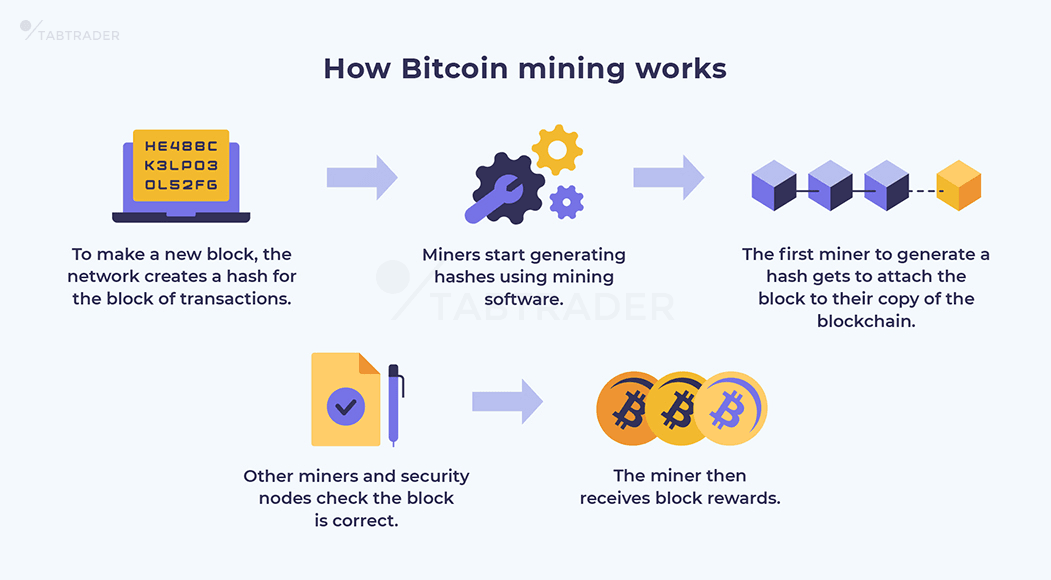 TABTRADER
How Bitcoin mining works
HE48BC
K3LP03
0L52FG
To make a new block, the
network creates a hash for
the block of transactions.
Miners start generating
hashes using mining
software.
The first miner to generate a
hash gets to attach the
block to their copy of the
blockchain.
TABTRADER
Other miners and security
nodes check the block
is correct.
The miner then
receives block rewards.